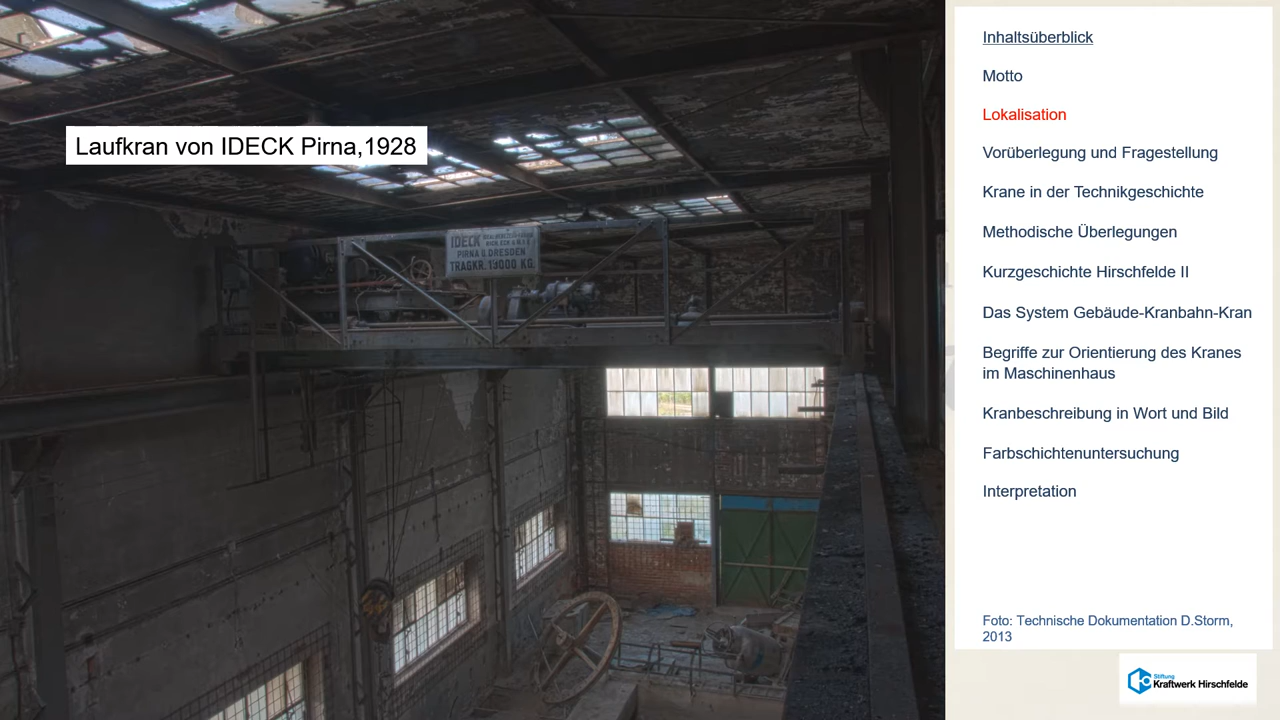 Laufkran von IDECK Pirna,1928
IDECK
PIRNA B. DRESDEN
TRAGKR. 15000 KG.
Inhaltsüberblick
Motto
Lokalisation
Vorüberlegung und Fragestellung
Krane in der Technikgeschichte
Methodische Überlegungen
Kurzgeschichte Hirschfelde II
Das System Gebäude-Kranbahn-Kran
Begriffe zur Orientierung des Kranes
im Maschinenhaus
Kranbeschreibung in Wort und Bild
Farbschichtenuntersuchung
Interpretation
Foto: Technische Dokumentation D.Storm,
2013
Stiftung
Kraftwerk Hirschfelde